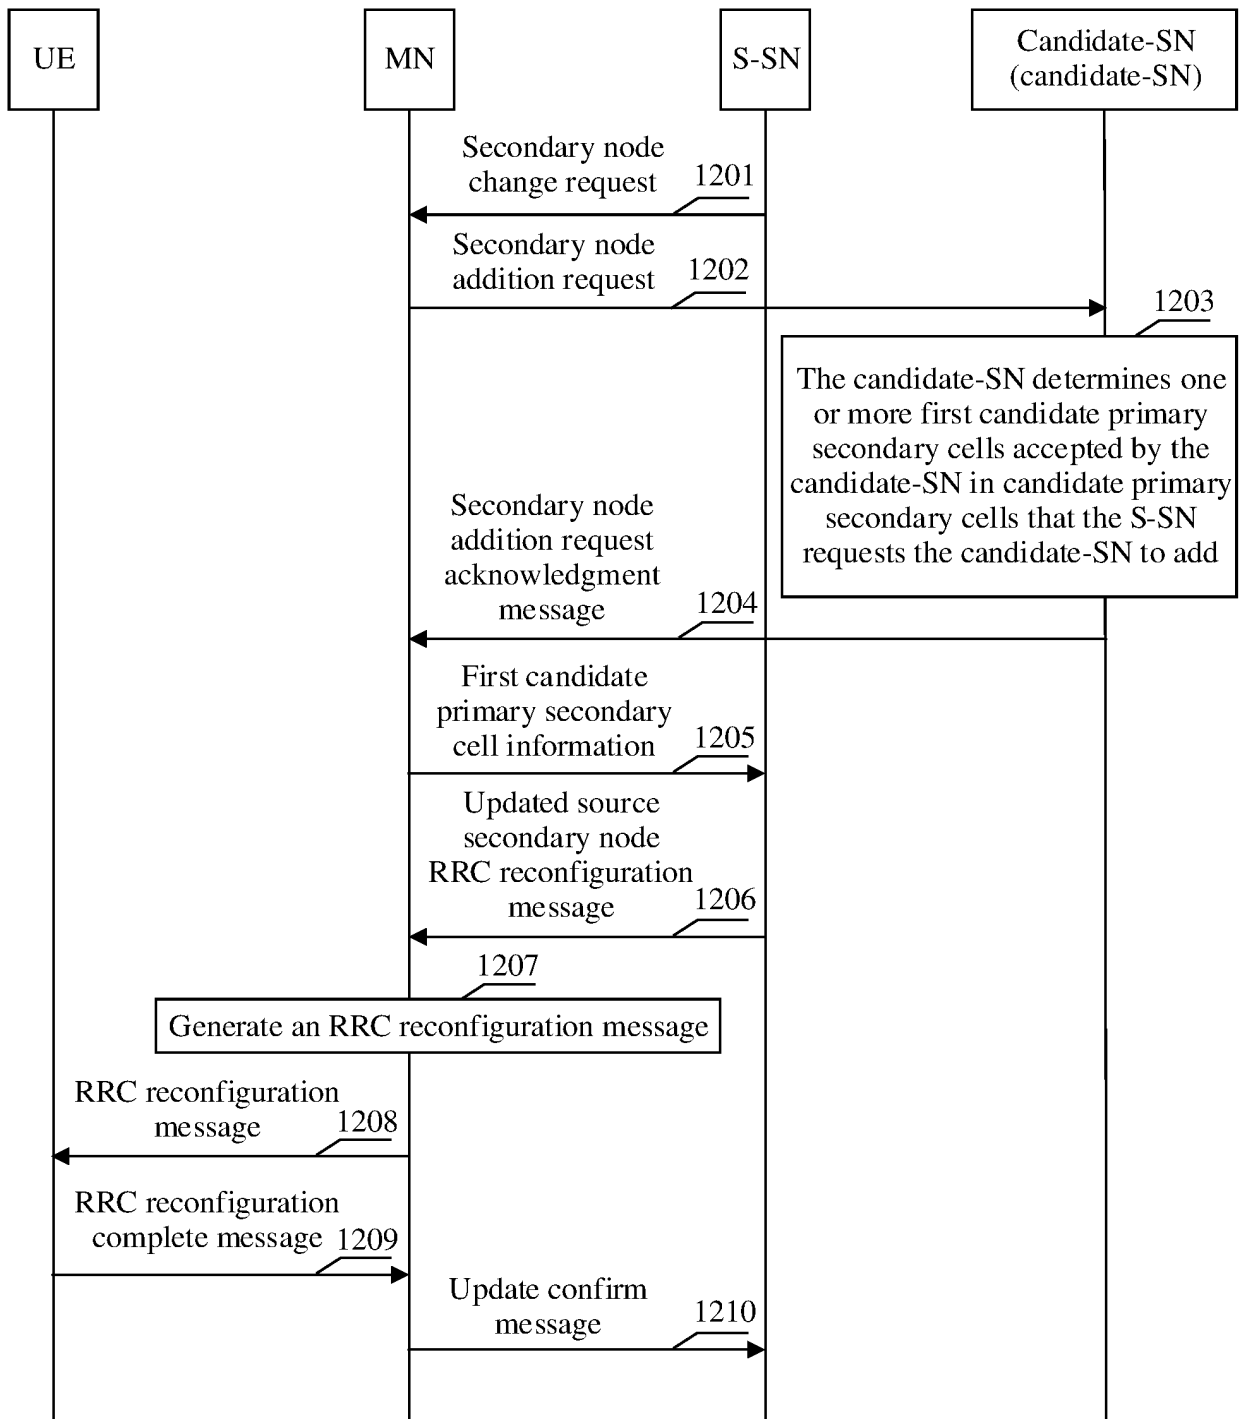 UE
MN
S-SN
Candidate-SN
(candidate-SN)
Secondary node
change request
1201
Secondary node
addition request
1202
1203
The candidate-SN determines one
or more first candidate primary
secondary cells accepted by the
candidate-SN in candidate primary
secondary cells that the S-SN
requests the candidate-SN to add
Secondary node
addition request
acknowledgment
message
1204
First candidate
primary secondary
cell information
1205
Updated source
secondary node
RRC reconfiguration
message
1206
1207
Generate an RRC reconfiguration message
RRC reconfiguration
message
1208
RRC reconfiguration
complete message
1209
Update confirm
message
1210